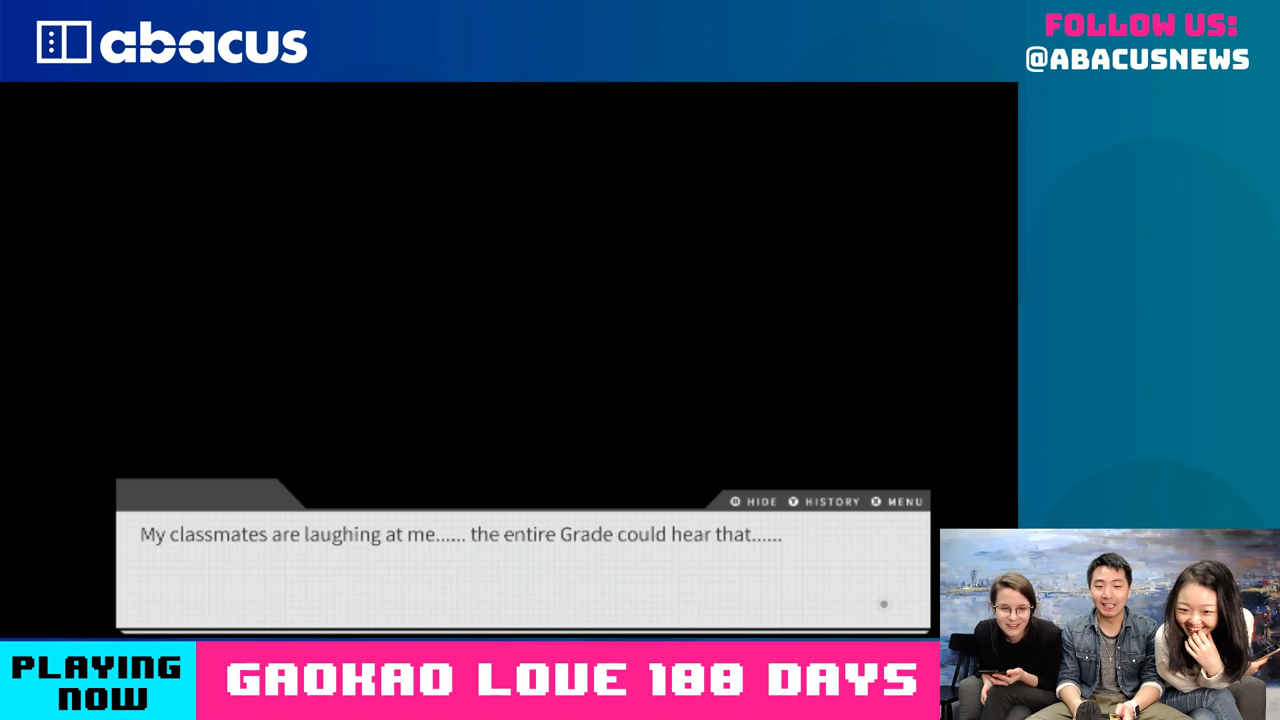 abacus
FOLLOW US:
@ABACUSNEWS
HIDE HISTORY MENU
My classmates are laughing at me...... the entire Grade could hear that......
PLAYING
NOW
GAOKAO LOVE 100 DAYS